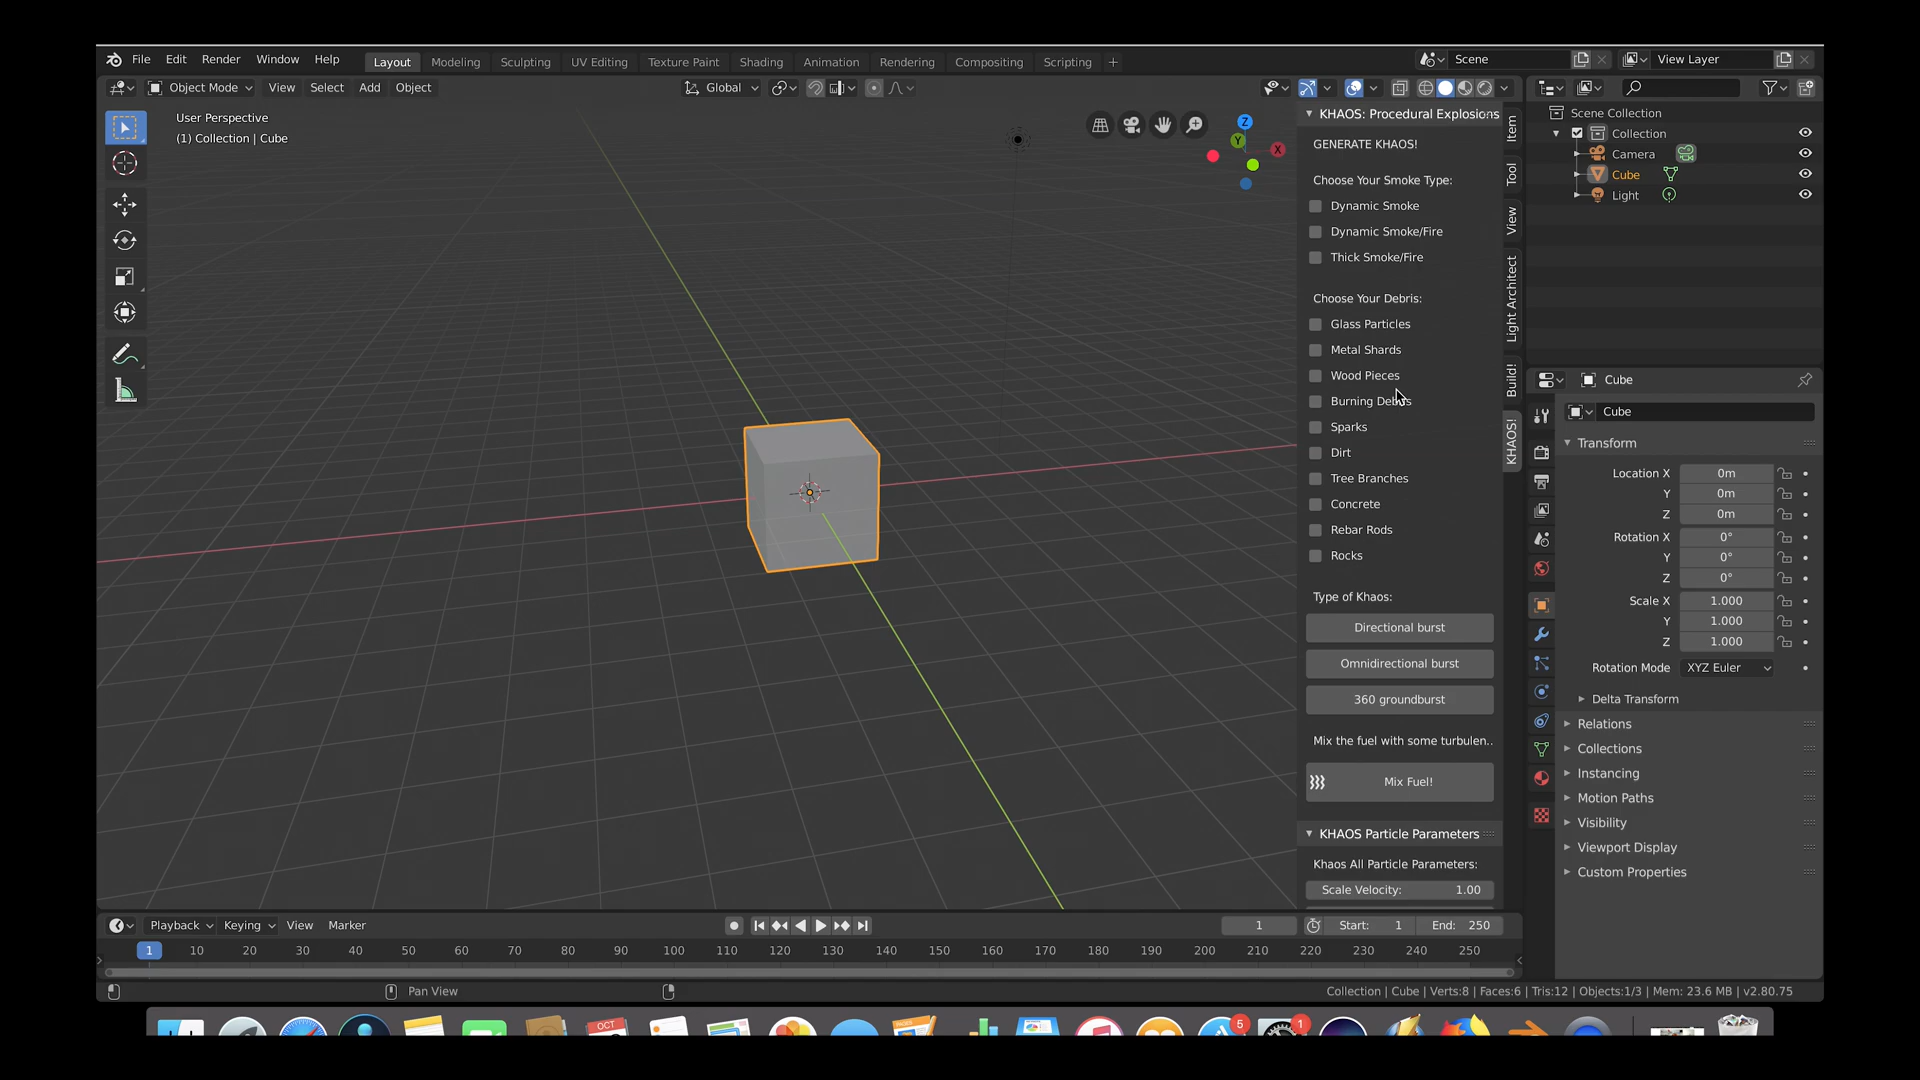 File Edit Render Window Help
Layout Modeling Sculpting UV Editing Texture Paint Shading Animation Rendering Compositing Scripting +
Scene
View Layer
Object Mode View Select Add Object
Global
User Perspective
(1) Collection | Cube
Z
Y
X
KHAOS: Procedural Explosions
GENERATE KHAOS!
Choose Your Smoke Type:
Dynamic Smoke
Dynamic Smoke/Fire
Thick Smoke/Fire
Choose Your Debris:
Glass Particles
Metal Shards
Wood Pieces
Burning Debris
Sparks
Dirt
Tree Branches
Concrete
Rebar Rods
Rocks
Type of Khaos:
Directional burst
Omnidirectional burst
360 groundburst
Mix the fuel with some turbulen..
Mix Fuel!
KHAOS Particle Parameters
Khaos All Particle Parameters:
Scale Velocity: 1.00
Item
Tool
View
Light Architect
Build!
KHAOS!
Scene Collection
Collection
Camera
Cube
Light
Cube
Cube
Transform
Location X 0m
Y 0m
Z 0m
Rotation X 0°
Y 0°
Z 0°
Scale X 1.000
Y 1.000
Z 1.000
Rotation Mode XYZ Euler
Delta Transform
Relations
Collections
Instancing
Motion Paths
Visibility
Viewport Display
Custom Properties
Playback Keying View Marker
1 Start: 1 End: 250
1 10 20 30 40 50 60 70 80 90 100 110 120 130 140 150 160 170 180 190 200 210 220 230 240 250
Pan View
Collection | Cube | Verts:8 | Faces:6 | Tris:12 | Objects:1/3 | Mem: 23.6 MB | v2.80.75
OCT
5
1